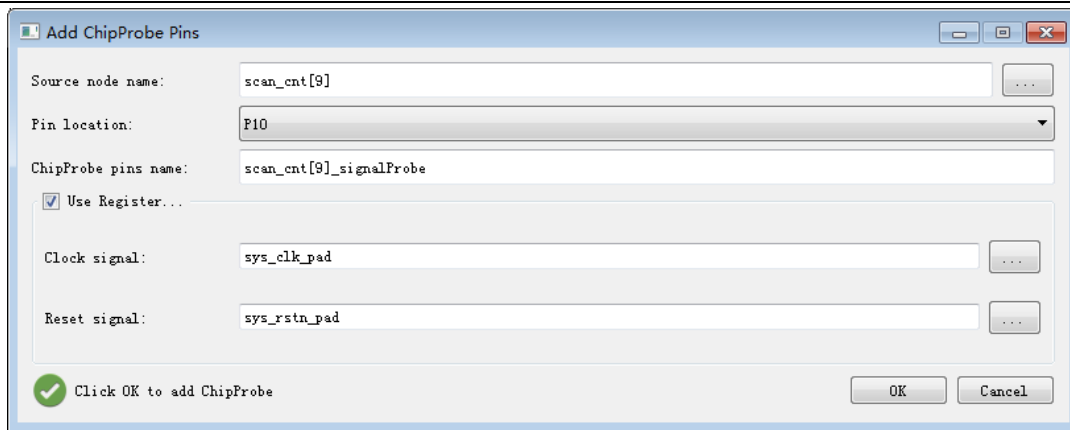 Add ChipProbe Pins
Source node name: scan_cnt[9] ...
Pin location: P10
ChipProbe pins name: scan_cnt[9]_signalProbe
Use Register...
Clock signal: sys_clk_pad ...
Reset signal: sys_rstn_pad ...
Click OK to add ChipProbe OK Cancel